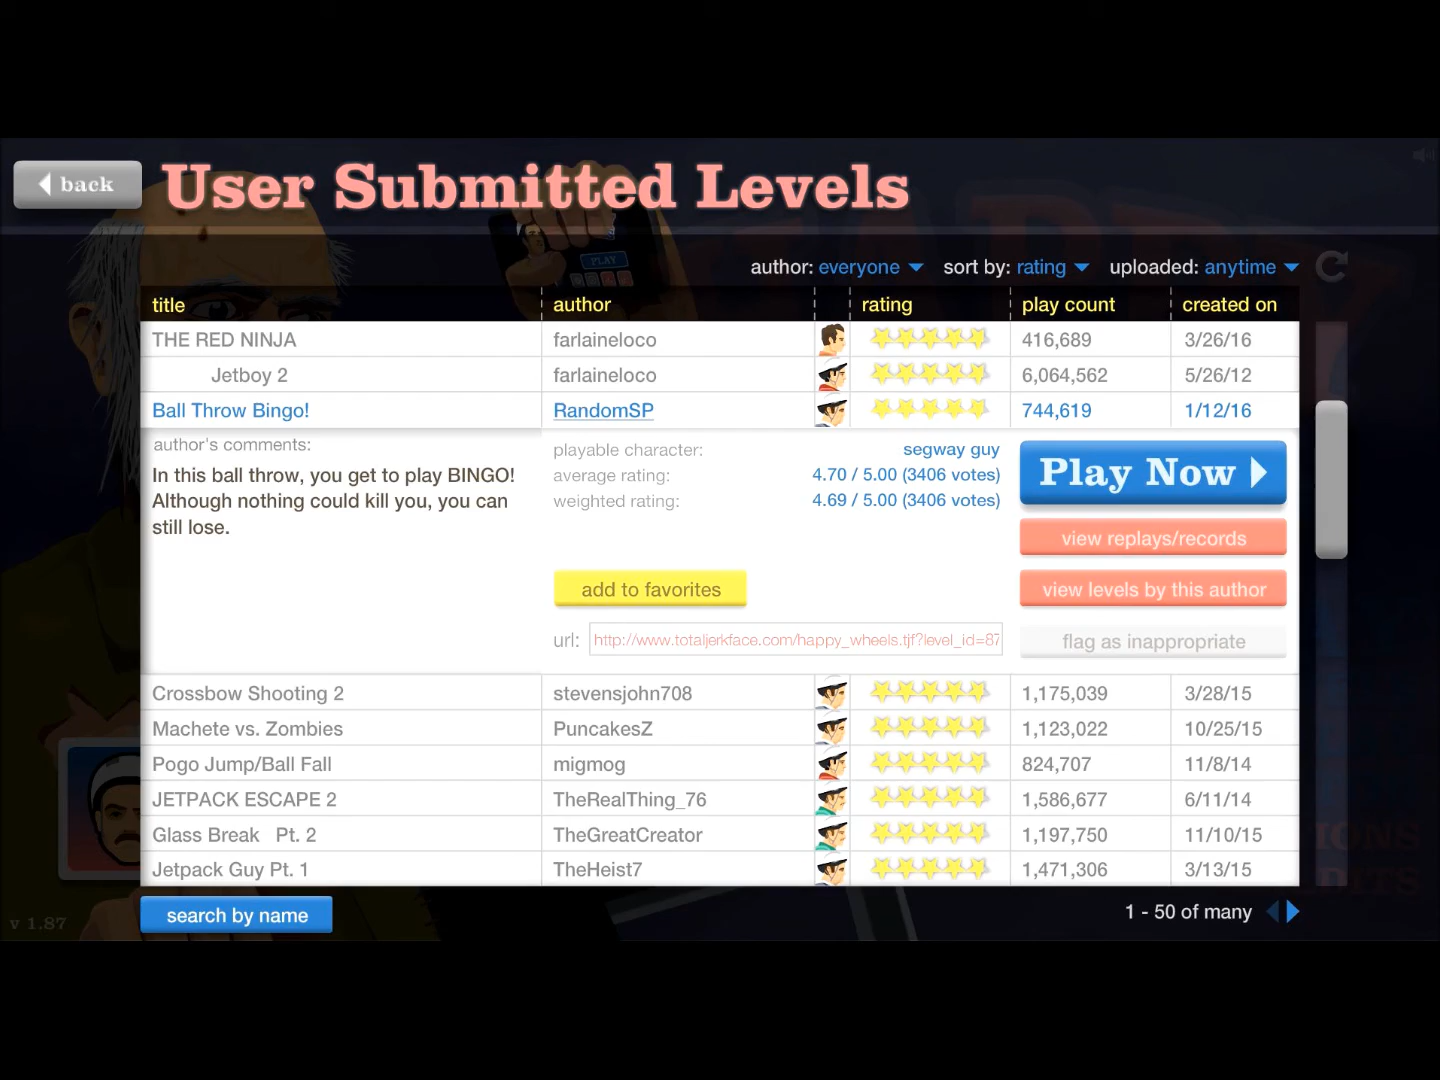 back
User Submitted Levels
PLAY
author: everyone sort by: rating uploaded: anytime
title author rating play count created on
THE RED NINJA farlaineloco 416,689 3/26/16
Jetboy 2 farlaineloco 6,064,562 5/26/12
Ball Throw Bingo! RandomSP 744,619 1/12/16
author's comments:
In this ball throw, you get to play BINGO!
Although nothing could kill you, you can
still lose.
playable character: segway guy
average rating: 4.70 / 5.00 (3406 votes)
weighted rating: 4.69 / 5.00 (3406 votes)
add to favorites
url: http://www.totaljerkface.com/happy_wheels.tjf?level_id=87
Play Now
view replays/records
view levels by this author
flag as inappropriate
Crossbow Shooting 2 stevensjohn708 1,175,039 3/28/15
Machete vs. Zombies PuncakesZ 1,123,022 10/25/15
Pogo Jump/Ball Fall migmog 824,707 11/8/14
JETPACK ESCAPE 2 TheRealThing_76 1,586,677 6/11/14
Glass Break Pt. 2 TheGreatCreator 1,197,750 11/10/15
Jetpack Guy Pt. 1 TheHeist7 1,471,306 3/13/15
search by name
1 - 50 of many
v 1.87